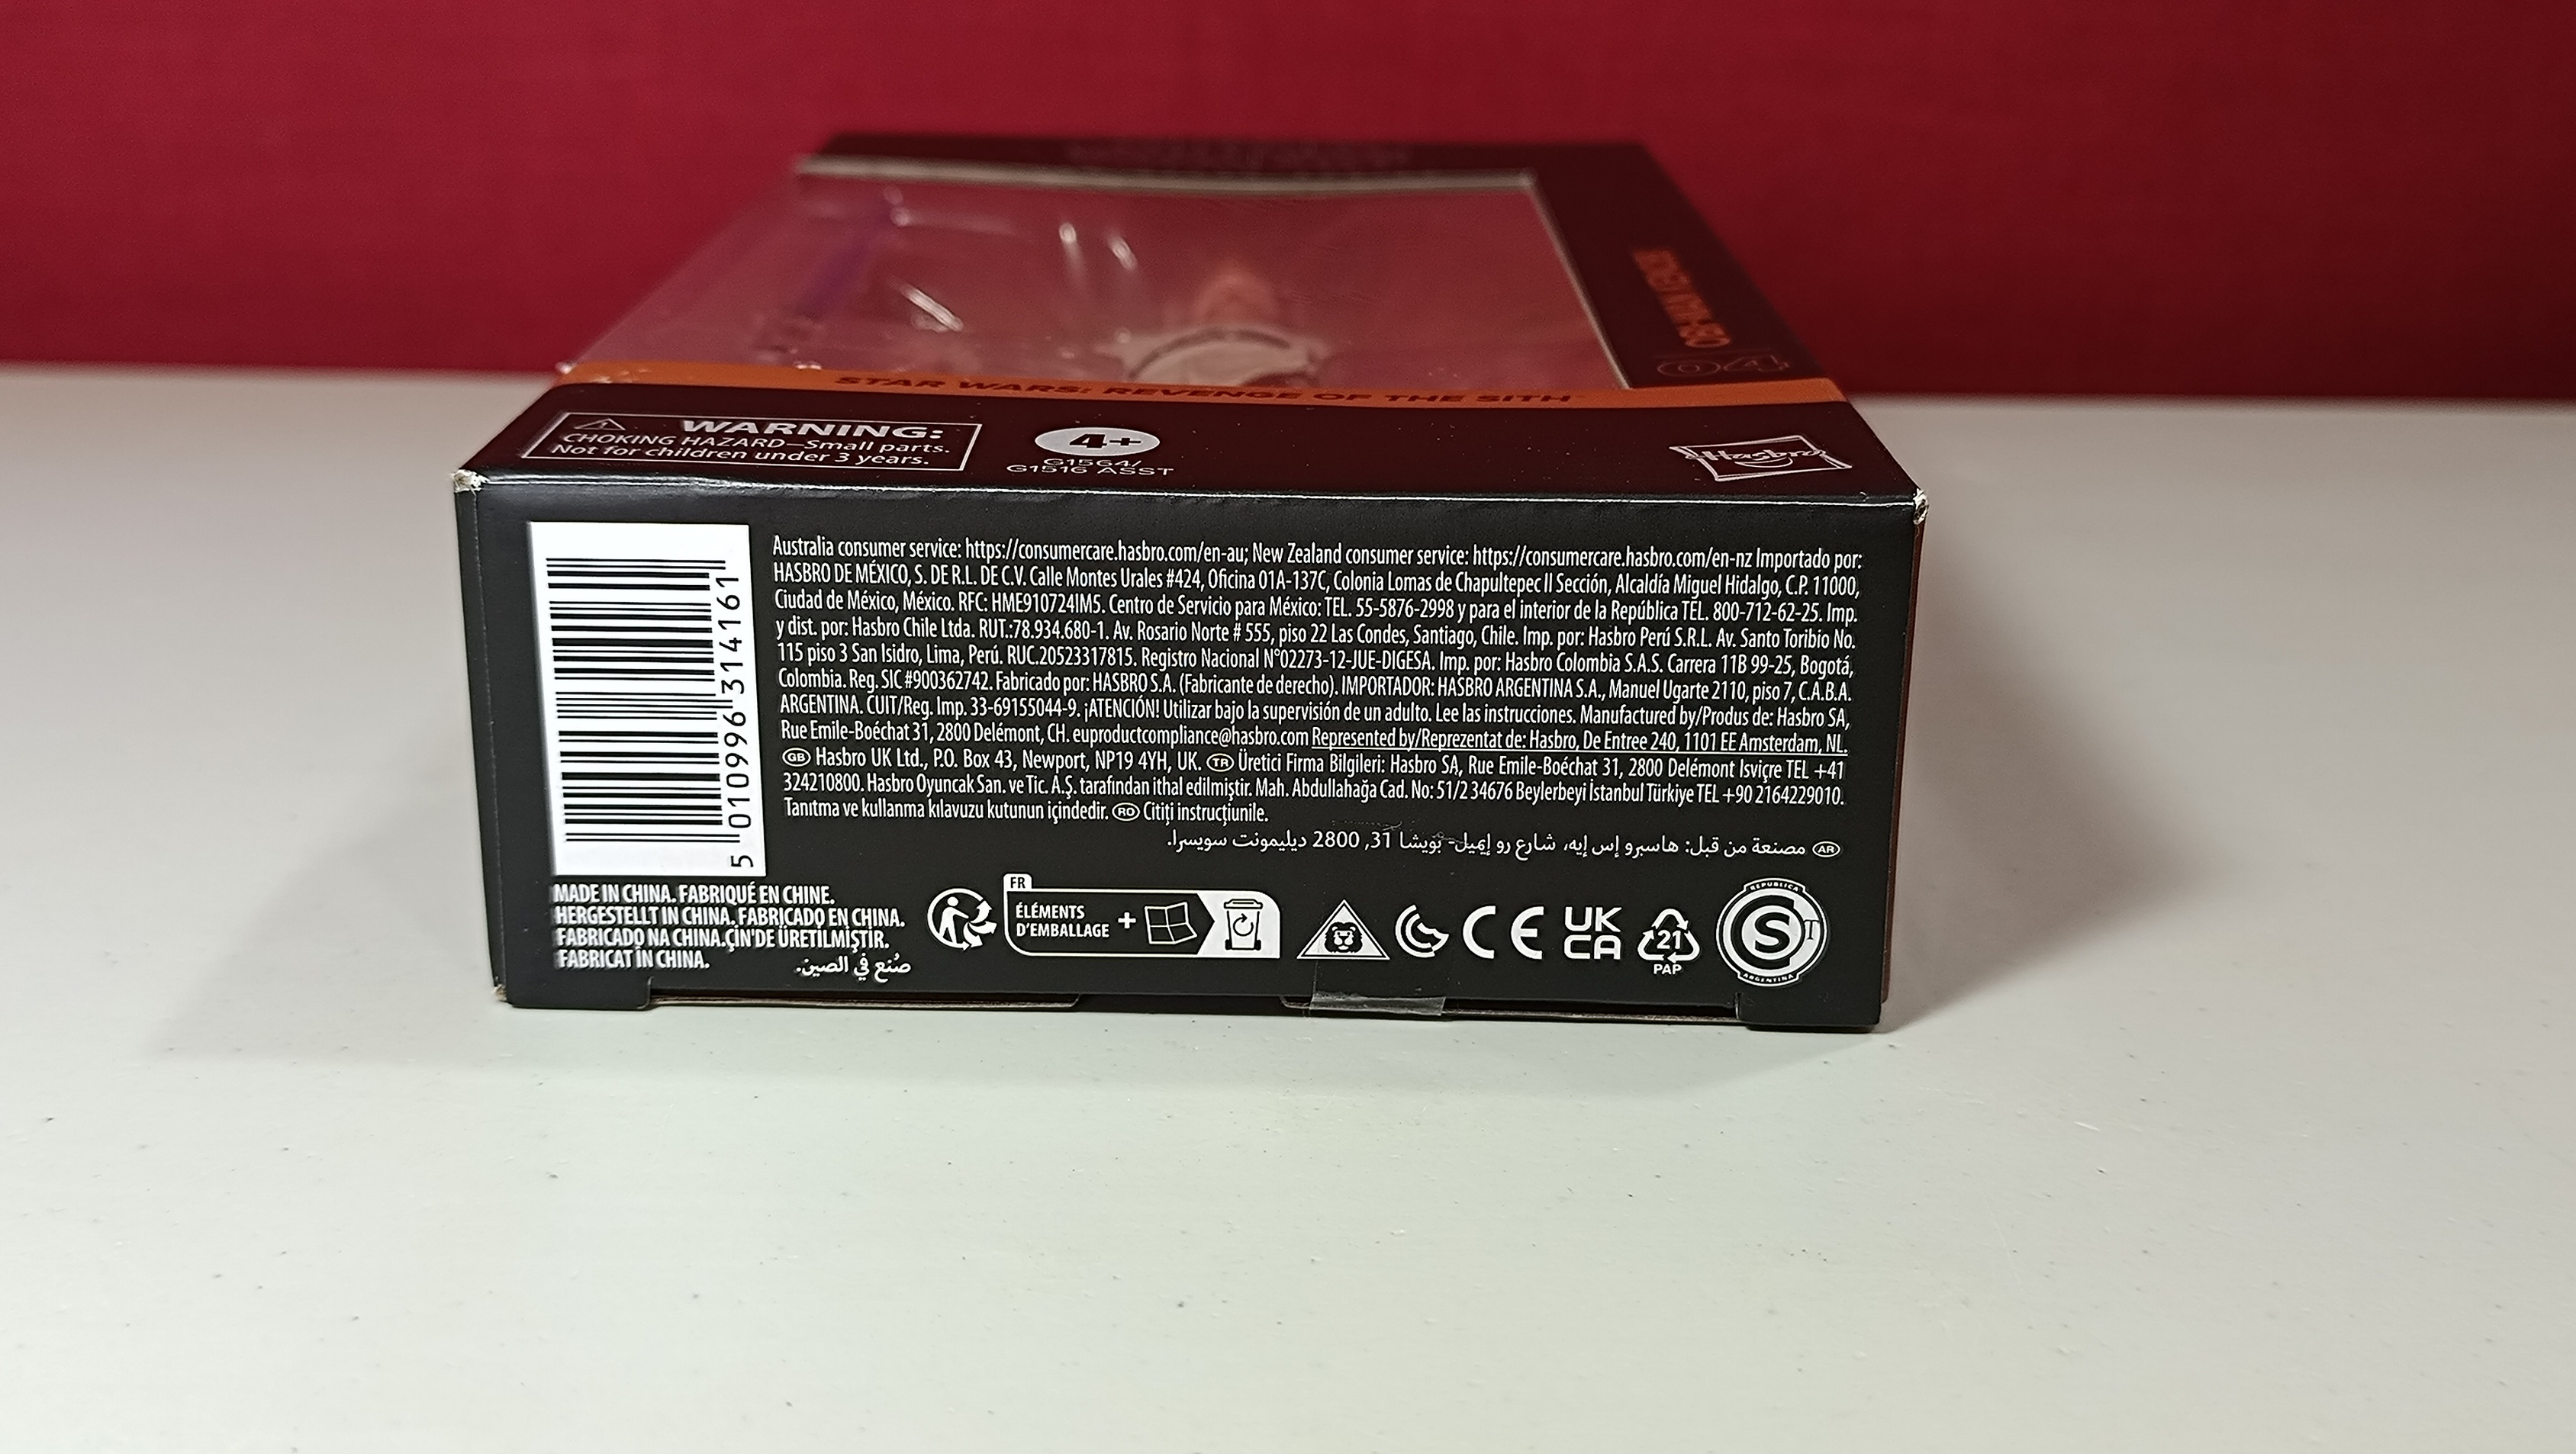 OBI-WAN KENOBI
04
STAR WARS: REVENGE OF THE SITH™
WARNING:
CHOKING HAZARD—Small parts.
Not for children under 3 years.
4+
G1564/
G1516 ASST
Hasbro
5 010996 314161
Australia consumer service: https://consumercare.hasbro.com/en-au; New Zealand consumer service: https://consumercare.hasbro.com/en-nz Importado por:
HASBRO DE MÉXICO, S. DE R.L. DE C.V. Calle Montes Urales #424, Oficina 01A-137C, Colonia Lomas de Chapultepec II Sección, Alcaldía Miguel Hidalgo, C.P. 11000,
Ciudad de México, México. RFC: HME910724IM5. Centro de Servicio para México: TEL. 55-5876-2998 y para el interior de la República TEL. 800-712-62-25. Imp.
y dist. por: Hasbro Chile Ltda. RUT.:78.934.680-1. Av. Rosario Norte # 555, piso 22 Las Condes, Santiago, Chile. Imp. por: Hasbro Perú S.R.L. Av. Santo Toribio No.
115 piso 3 San Isidro, Lima, Perú. RUC.20523317815. Registro Nacional N°02273-12-JUE-DIGESA. Imp. por: Hasbro Colombia S.A.S. Carrera 11B 99-25, Bogotá,
Colombia. Reg. SIC #900362742. Fabricado por: HASBRO S.A. (Fabricante de derecho). IMPORTADOR: HASBRO ARGENTINA S.A., Manuel Ugarte 2110, piso 7, C.A.B.A.
ARGENTINA. CUIT/Reg. Imp. 33-69155044-9. ¡ATENCIÓN! Utilizar bajo la supervisión de un adulto. Lee las instrucciones. Manufactured by/Produs de: Hasbro SA,
Rue Emile-Boéchat 31, 2800 Delémont, CH. euproductcompliance@hasbro.com Represented by/Reprezentat de: Hasbro, De Entree 240, 1101 EE Amsterdam, NL.
GB Hasbro UK Ltd., P.O. Box 43, Newport, NP19 4YH, UK. TR Üretici Firma Bilgileri: Hasbro SA, Rue Emile-Boéchat 31, 2800 Delémont Isviçre TEL +41
324210800. Hasbro Oyuncak San. ve Tic. A.Ş. tarafından ithal edilmiştir. Mah. Abdullahağa Cad. No: 51/2 34676 Beylerbeyi İstanbul Türkiye TEL +90 2164229010.
Tanıtma ve kullanma kılavuzu kutunun içindedir. RO Citiți instrucțiunile.
AR مصنعة من قبل: هاسبرو إس إيه، شارع رو إيميل- بويشا 31, 2800 ديليمونت سويسرا.
MADE IN CHINA. FABRIQUÉ EN CHINE.
HERGESTELLT IN CHINA. FABRICADO EN CHINA.
FABRICADO NA CHINA.ÇİN'DE ÜRETİLMİŞTİR.
FABRICAT ÎN CHINA.
صُنع في الصين.
FR
ÉLÉMENTS
D'EMBALLAGE
+
CE
UK
CA
21
PAP
REPUBLICA
S T
ARGENTINA